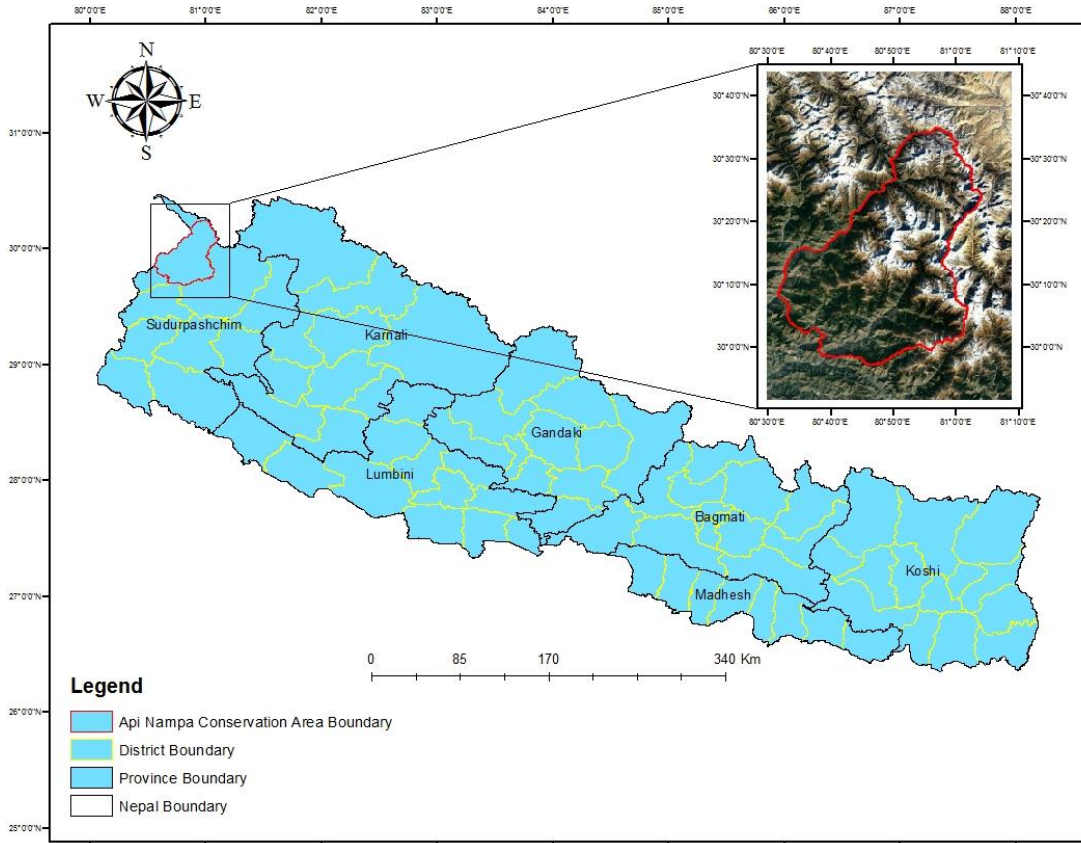 80°0'0"E 81°0'0"E 82°0'0"E 83°0'0"E 84°0'0"E 85°0'0"E 86°0'0"E 87°0'0"E 88°0'0"E
N
W E
S
80°30'0"E 80°40'0"E 80°50'0"E 81°0'0"E 81°10'0"E
30°40'0"N 30°40'0"N
30°30'0"N 30°30'0"N
30°20'0"N 30°20'0"N
30°10'0"N 30°10'0"N
30°0'0"N 30°0'0"N
80°30'0"E 80°40'0"E 80°50'0"E 81°0'0"E 81°10'0"E
31°0'0"N
30°0'0"N
29°0'0"N
28°0'0"N
27°0'0"N
26°0'0"N
25°0'0"N
Sudurpashchim
Karnali
Gandaki
Lumbini
Bagmati
Koshi
Madhesh
0 85 170 340 Km
Legend
Api Nampa Conservation Area Boundary
District Boundary
Province Boundary
Nepal Boundary